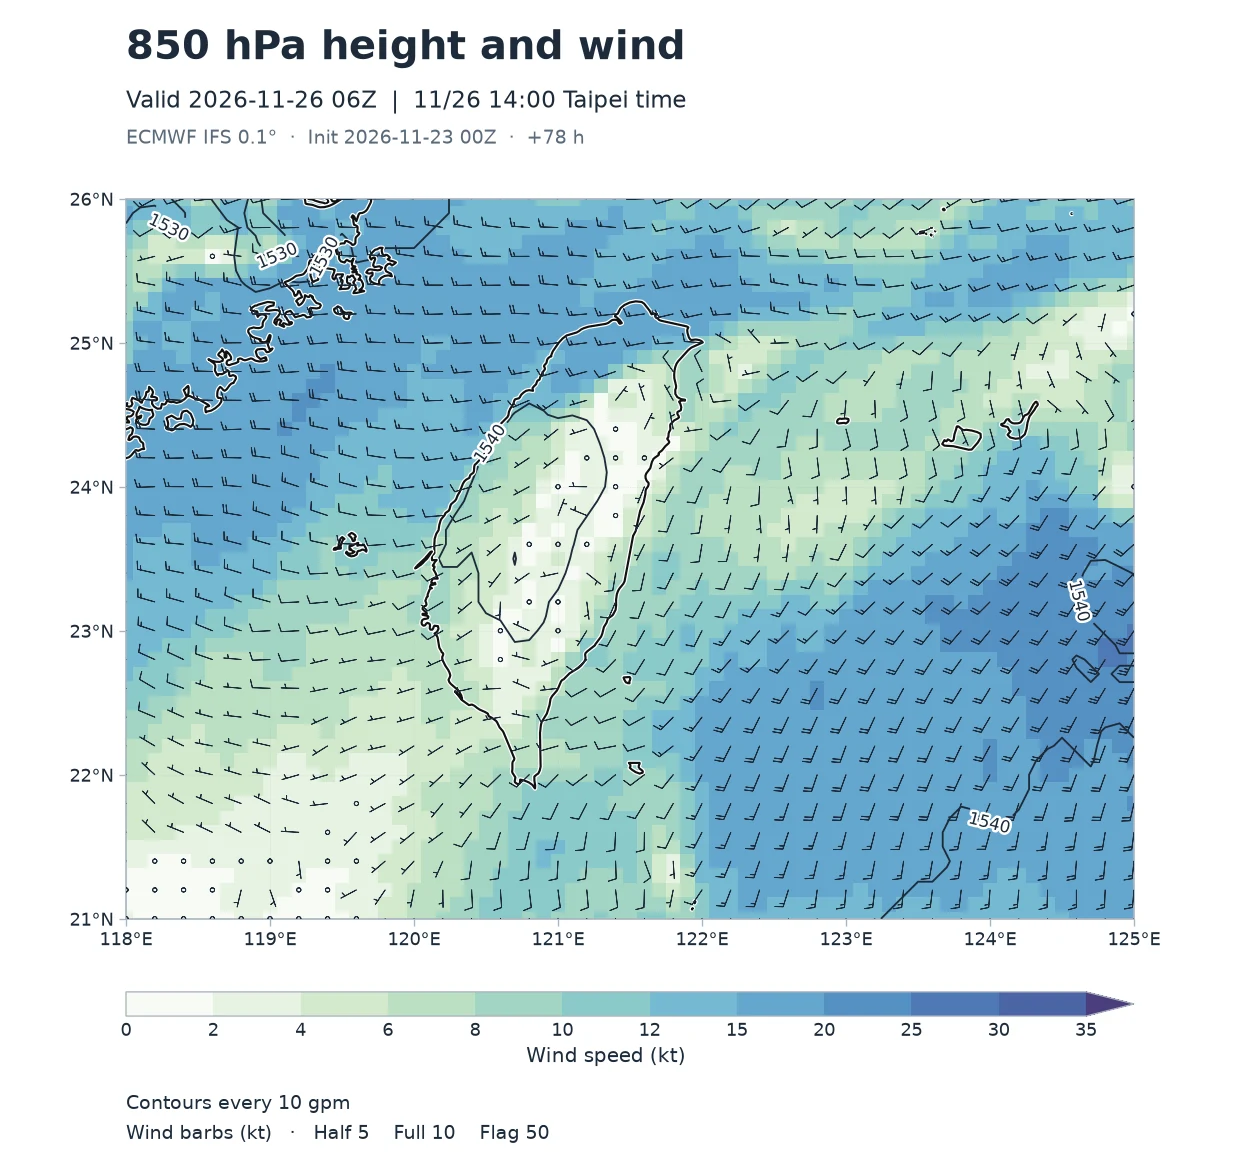 850 hPa height and wind
Valid 2026-11-26 06Z | 11/26 14:00 Taipei time
ECMWF IFS 0.1° · Init 2026-11-23 00Z · +78 h
26°N
25°N
24°N
23°N
22°N
21°N
1530
1530
1530
1540
1540
1540
118°E 119°E 120°E 121°E 122°E 123°E 124°E 125°E
0 2 4 6 8 10 12 15 20 25 30 35
Wind speed (kt)
Contours every 10 gpm
Wind barbs (kt) · Half 5 Full 10 Flag 50